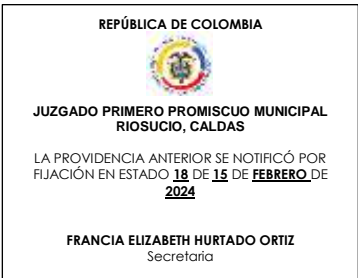 REPÚBLICA DE COLOMBIA
JUZGADO PRIMERO PROMISCUO MUNICIPAL
RIOSUCIO, CALDAS
LA PROVIDENCIA ANTERIOR SE NOTIFICÓ POR
FIJACIÓN EN ESTADO 18 DE 15 DE FEBRERO DE
2024
FRANCIA ELIZABETH HURTADO ORTIZ
Secretaria